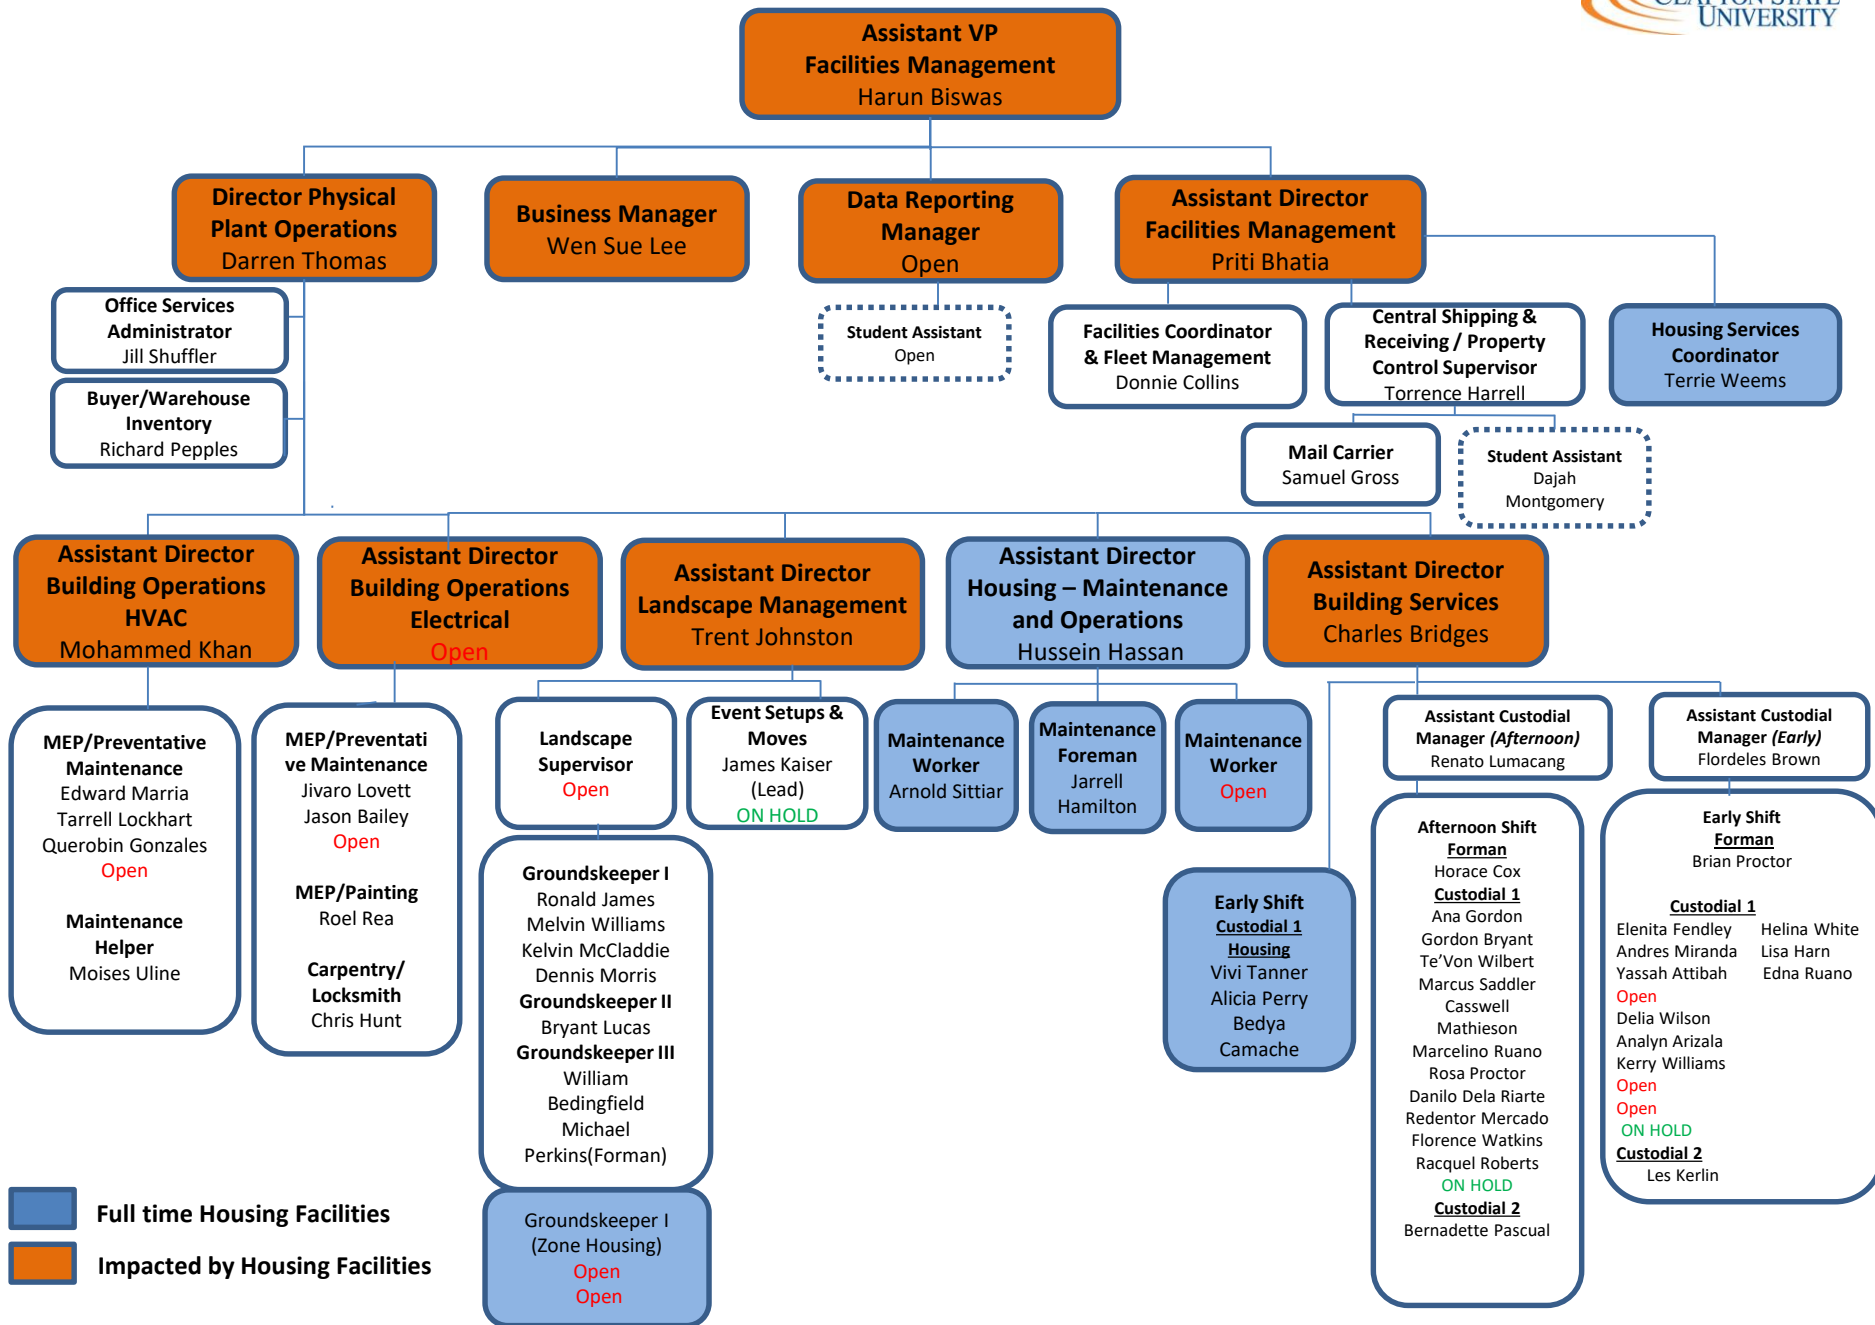 CLAYTON STATE
UNIVERSITY
Assistant VP
Facilities Management
Harun Biswas
Director Physical
Plant Operations
Darren Thomas
Business Manager
Wen Sue Lee
Data Reporting
Manager
Open
Assistant Director
Facilities Management
Priti Bhatia
Office Services
Administrator
Jill Shuffler
Buyer/Warehouse
Inventory
Richard Pepples
Student Assistant
Open
Facilities Coordinator
& Fleet Management
Donnie Collins
Central Shipping &
Receiving / Property
Control Supervisor
Torrence Harrell
Housing Services
Coordinator
Terrie Weems
Mail Carrier
Samuel Gross
Student Assistant
Dajah
Montgomery
Assistant Director
Building Operations
HVAC
Mohammed Khan
Assistant Director
Building Operations
Electrical
Open
Assistant Director
Landscape Management
Trent Johnston
Assistant Director
Housing – Maintenance
and Operations
Hussein Hassan
Assistant Director
Building Services
Charles Bridges
MEP/Preventative
Maintenance
Edward Marria
Tarrell Lockhart
Querobin Gonzales
Open
Maintenance
Helper
Moises Uline
MEP/Preventati
ve Maintenance
Jivaro Lovett
Jason Bailey
Open
MEP/Painting
Roel Rea
Carpentry/
Locksmith
Chris Hunt
Landscape
Supervisor
Open
Event Setups &
Moves
James Kaiser
(Lead)
ON HOLD
Groundskeeper I
Ronald James
Melvin Williams
Kelvin McCladdie
Dennis Morris
Groundskeeper II
Bryant Lucas
Groundskeeper III
William
Bedingfield
Michael
Perkins(Forman)
Groundskeeper I
(Zone Housing)
Open
Open
Maintenance
Worker
Arnold Sittiar
Maintenance
Foreman
Jarrell
Hamilton
Maintenance
Worker
Open
Early Shift
Custodial 1
Housing
Vivi Tanner
Alicia Perry
Bedya
Camache
Assistant Custodial
Manager (Afternoon)
Renato Lumacang
Afternoon Shift
Forman
Horace Cox
Custodial 1
Ana Gordon
Gordon Bryant
Te’Von Wilbert
Marcus Saddler
Casswell
Mathieson
Marcelino Ruano
Rosa Proctor
Danilo Dela Riarte
Redentor Mercado
Florence Watkins
Racquel Roberts
ON HOLD
Custodial 2
Bernadette Pascual
Assistant Custodial
Manager (Early)
Flordeles Brown
Early Shift
Forman
Brian Proctor
Custodial 1
Elenita Fendley Helina White
Andres Miranda Lisa Harn
Yassah Attibah Edna Ruano
Open
Delia Wilson
Analyn Arizala
Kerry Williams
Open
Open
ON HOLD
Custodial 2
Les Kerlin
Full time Housing Facilities
Impacted by Housing Facilities